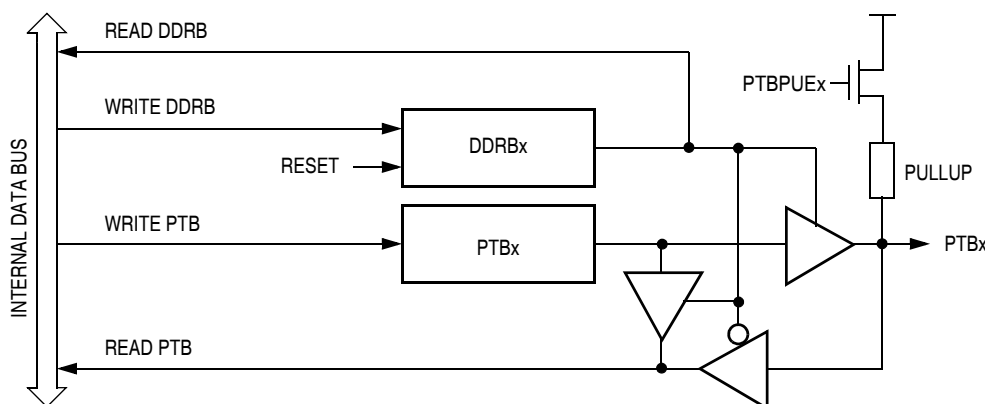 READ DDRB
PTBPUEx
WRITE DDRB
DDRBx
RESET
PULLUP
INTERNAL DATA BUS
WRITE PTB
PTBx
PTBx
READ PTB